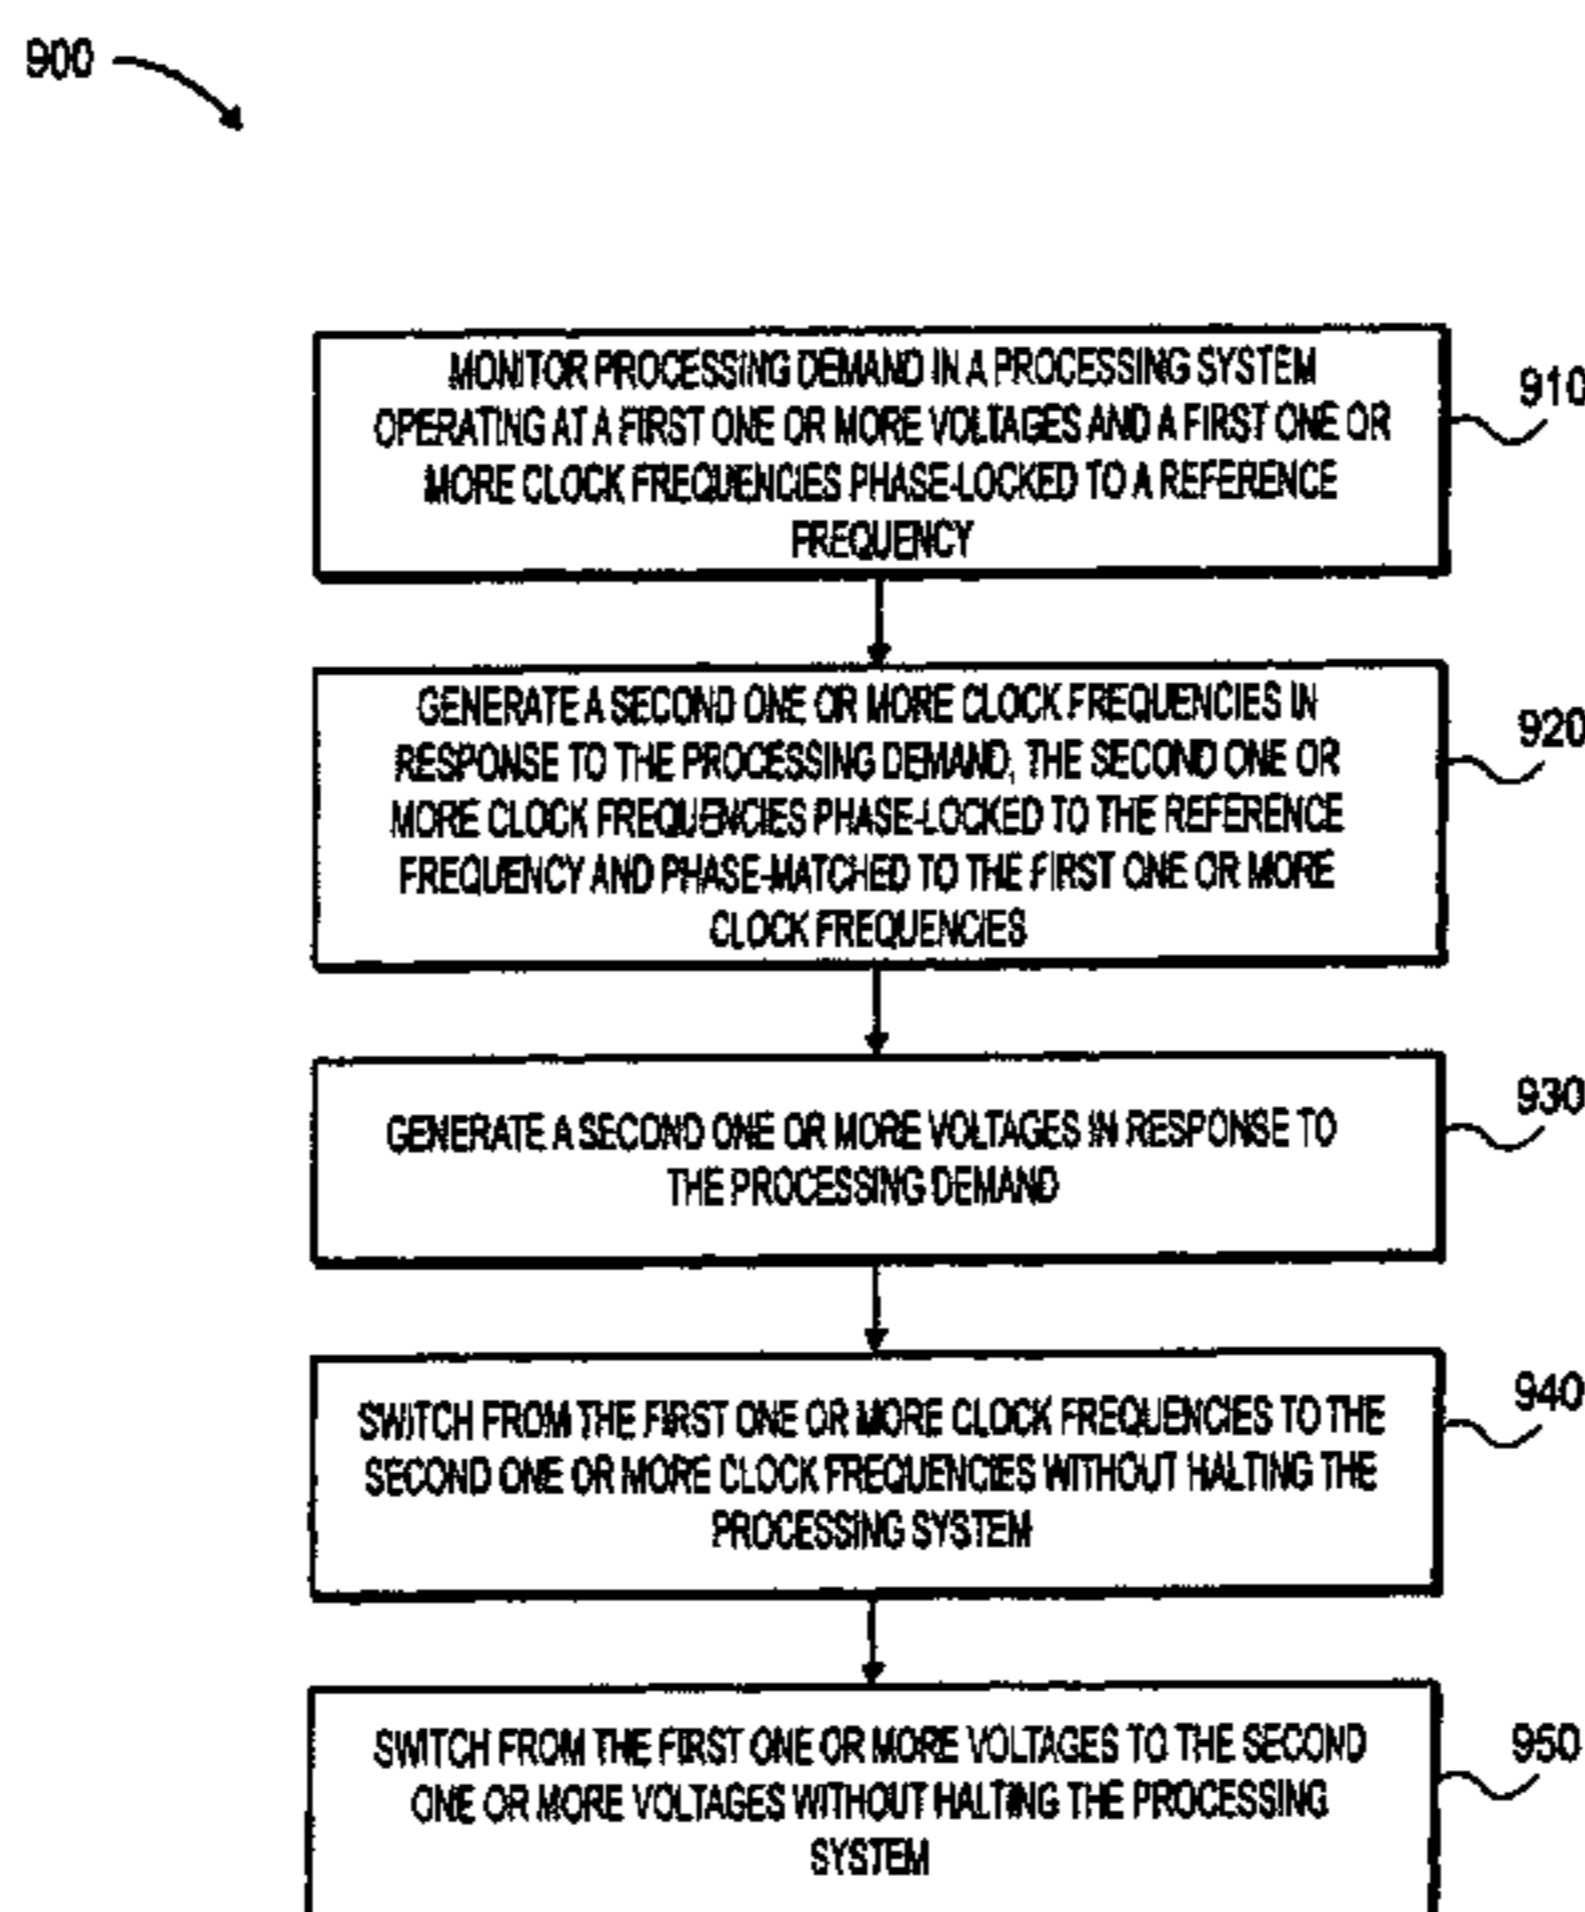 900
MONITOR PROCESSING DEMAND IN A PROCESSING SYSTEM
OPERATING AT A FIRST ONE OR MORE VOLTAGES AND A FIRST ONE OR
MORE CLOCK FREQUENCIES PHASE-LOCKED TO A REFERENCE
FREQUENCY
910
GENERATE A SECOND ONE OR MORE CLOCK FREQUENCIES IN
RESPONSE TO THE PROCESSING DEMAND, THE SECOND ONE OR
MORE CLOCK FREQUENCIES PHASE-LOCKED TO THE REFERENCE
FREQUENCY AND PHASE-MATCHED TO THE FIRST ONE OR MORE
CLOCK FREQUENCIES
920
GENERATE A SECOND ONE OR MORE VOLTAGES IN RESPONSE TO
THE PROCESSING DEMAND
930
SWITCH FROM THE FIRST ONE OR MORE CLOCK FREQUENCIES TO THE
SECOND ONE OR MORE CLOCK FREQUENCIES WITHOUT HALTING THE
PROCESSING SYSTEM
940
SWITCH FROM THE FIRST ONE OR MORE VOLTAGES TO THE SECOND
ONE OR MORE VOLTAGES WITHOUT HALTING THE PROCESSING
SYSTEM
950